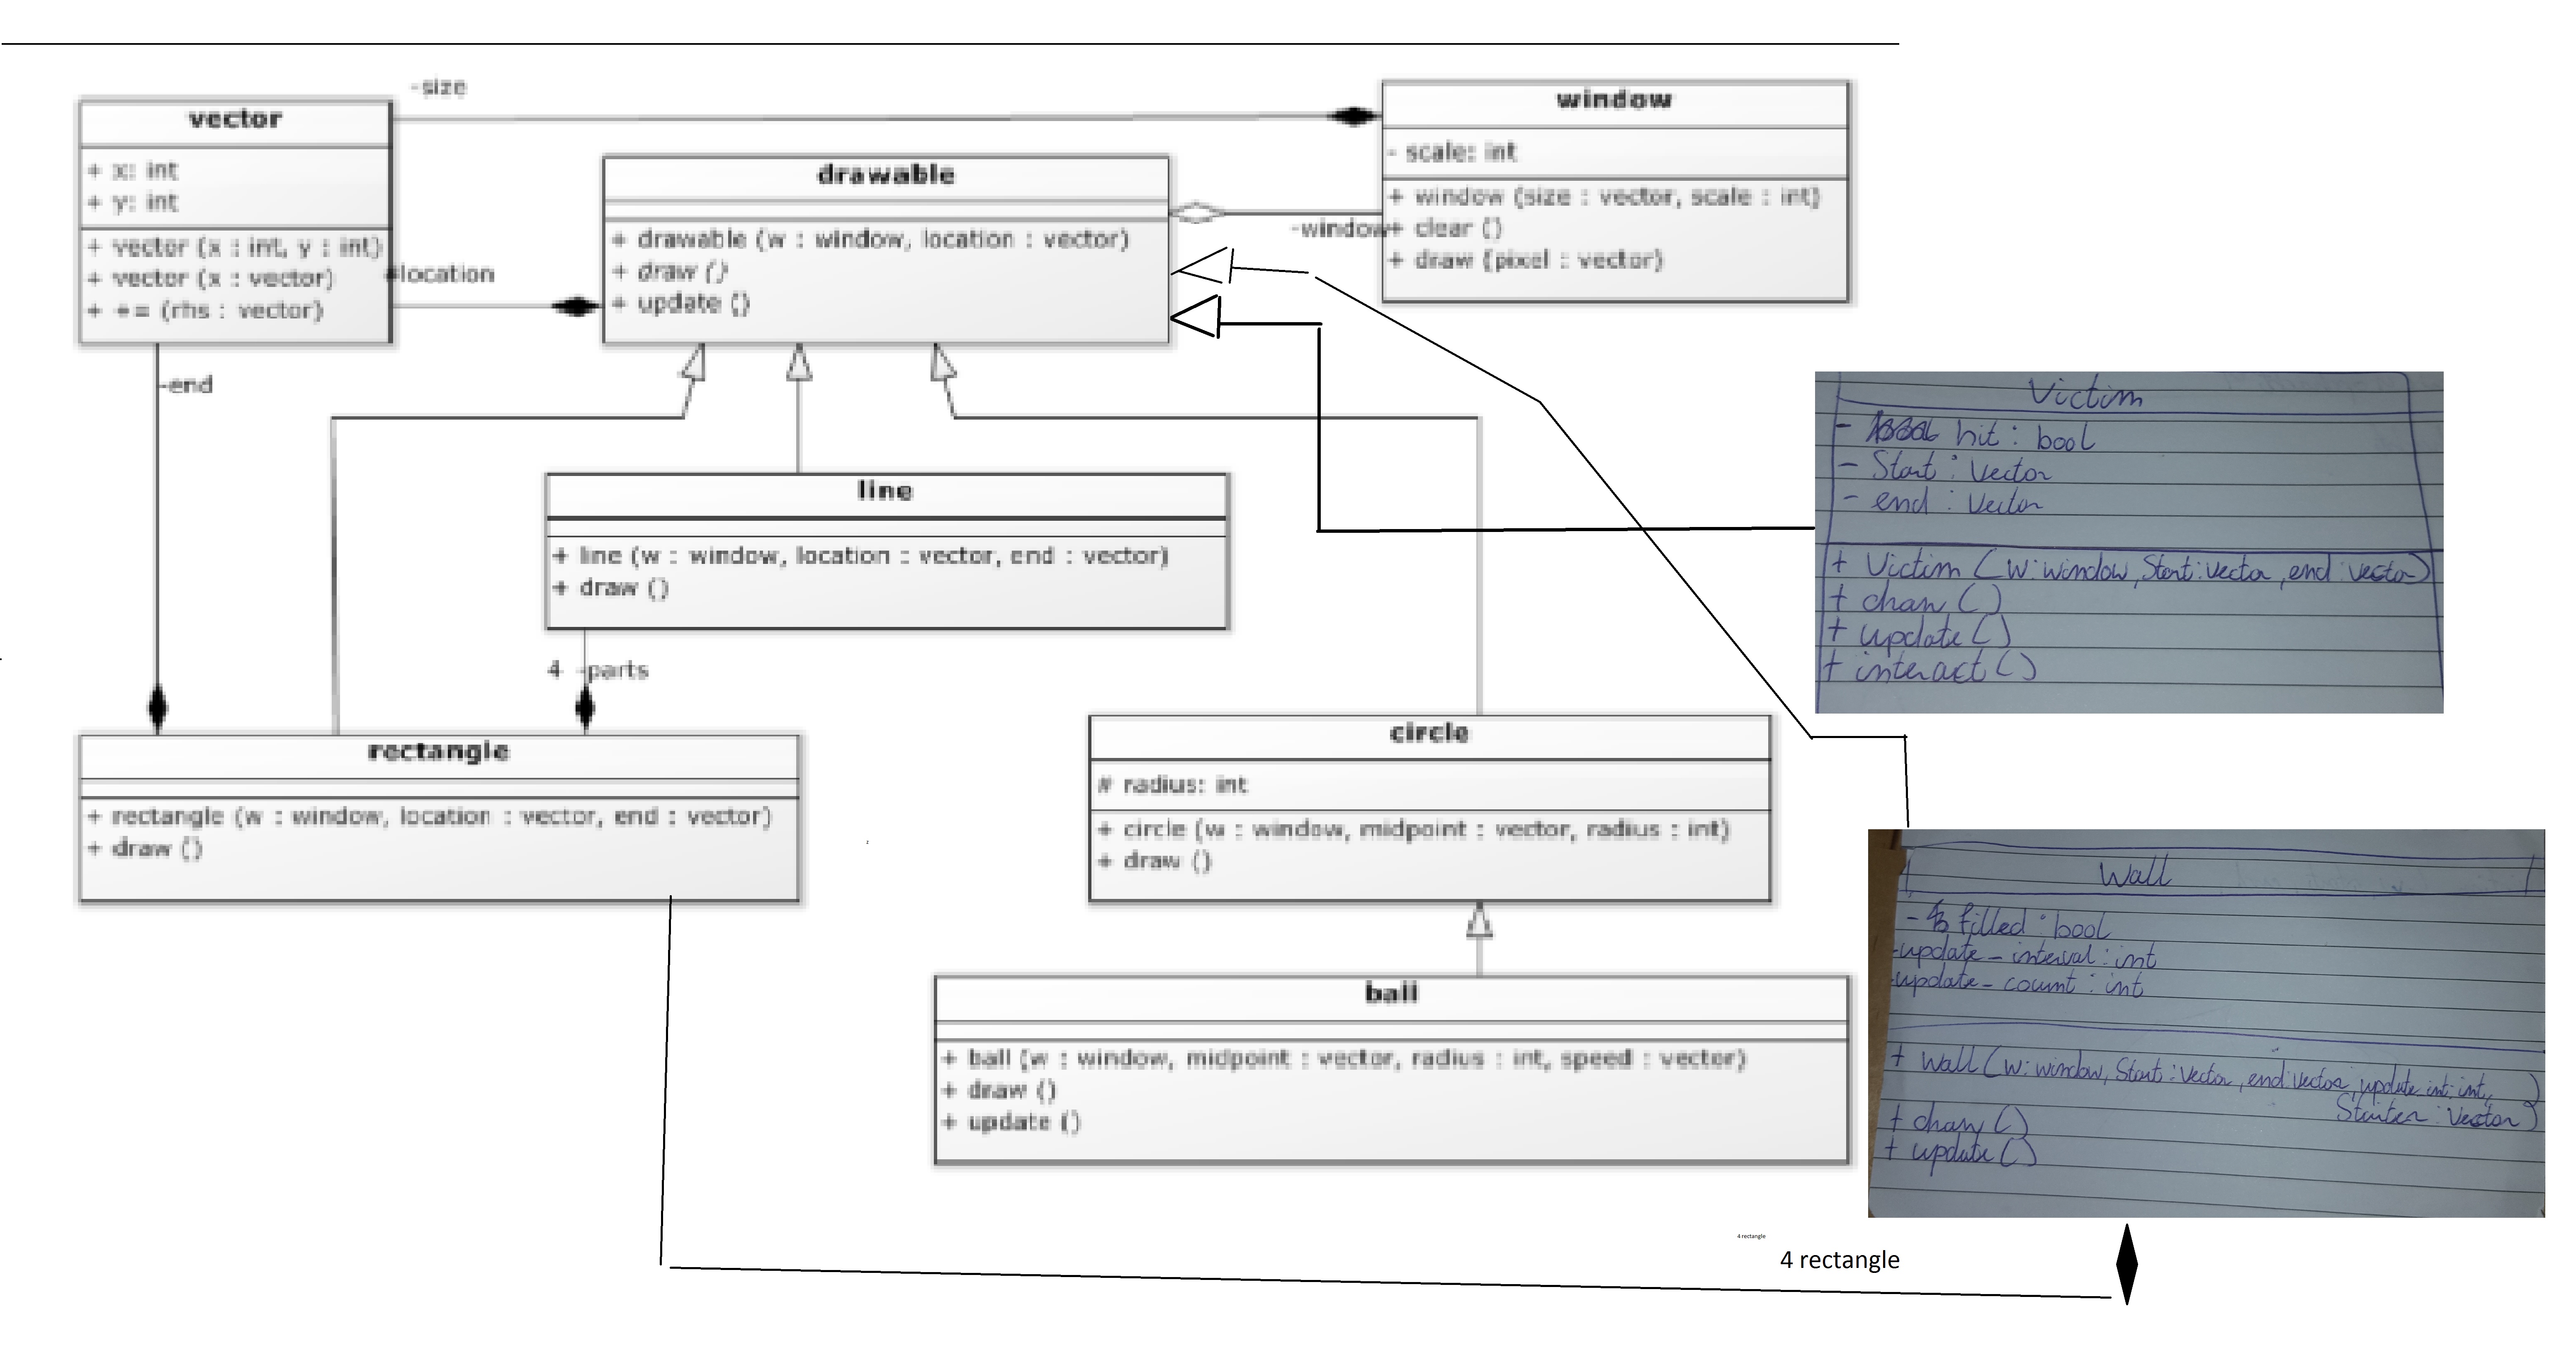 -size
vector
+ x: int
+ y: int
+ vector (x : int, y : int)
+ vector (x : vector)
+ += (rhs : vector)
#location
-end
drawable
+ drawable (w : window, location : vector)
+ draw ()
+ update ()
window
- scale: int
+ window (size : vector, scale : int)
+ clear ()
+ draw (pixel : vector)
-window
line
+ line (w : window, location : vector, end : vector)
+ draw ()
4 -parts
rectangle
+ rectangle (w : window, location : vector, end : vector)
+ draw ()
circle
# radius: int
+ circle (w : window, midpoint : vector, radius : int)
+ draw ()
ball
+ ball (w : window, midpoint : vector, radius : int, speed : vector)
+ draw ()
+ update ()
Victim
- hit : bool
- Start : Vector
- end : Vector
+ Victim (w: window, Start: vector, end: vector)
+ ()
+ update ()
+ interact ()
Wall
- filled : bool
-update_interval : int
-update_count : int
+ Wall (w: window, Start : Vector, end: vector, update int: int,
: Vector)
+ ()
+ update ()
4 rectangle
4 rectangle